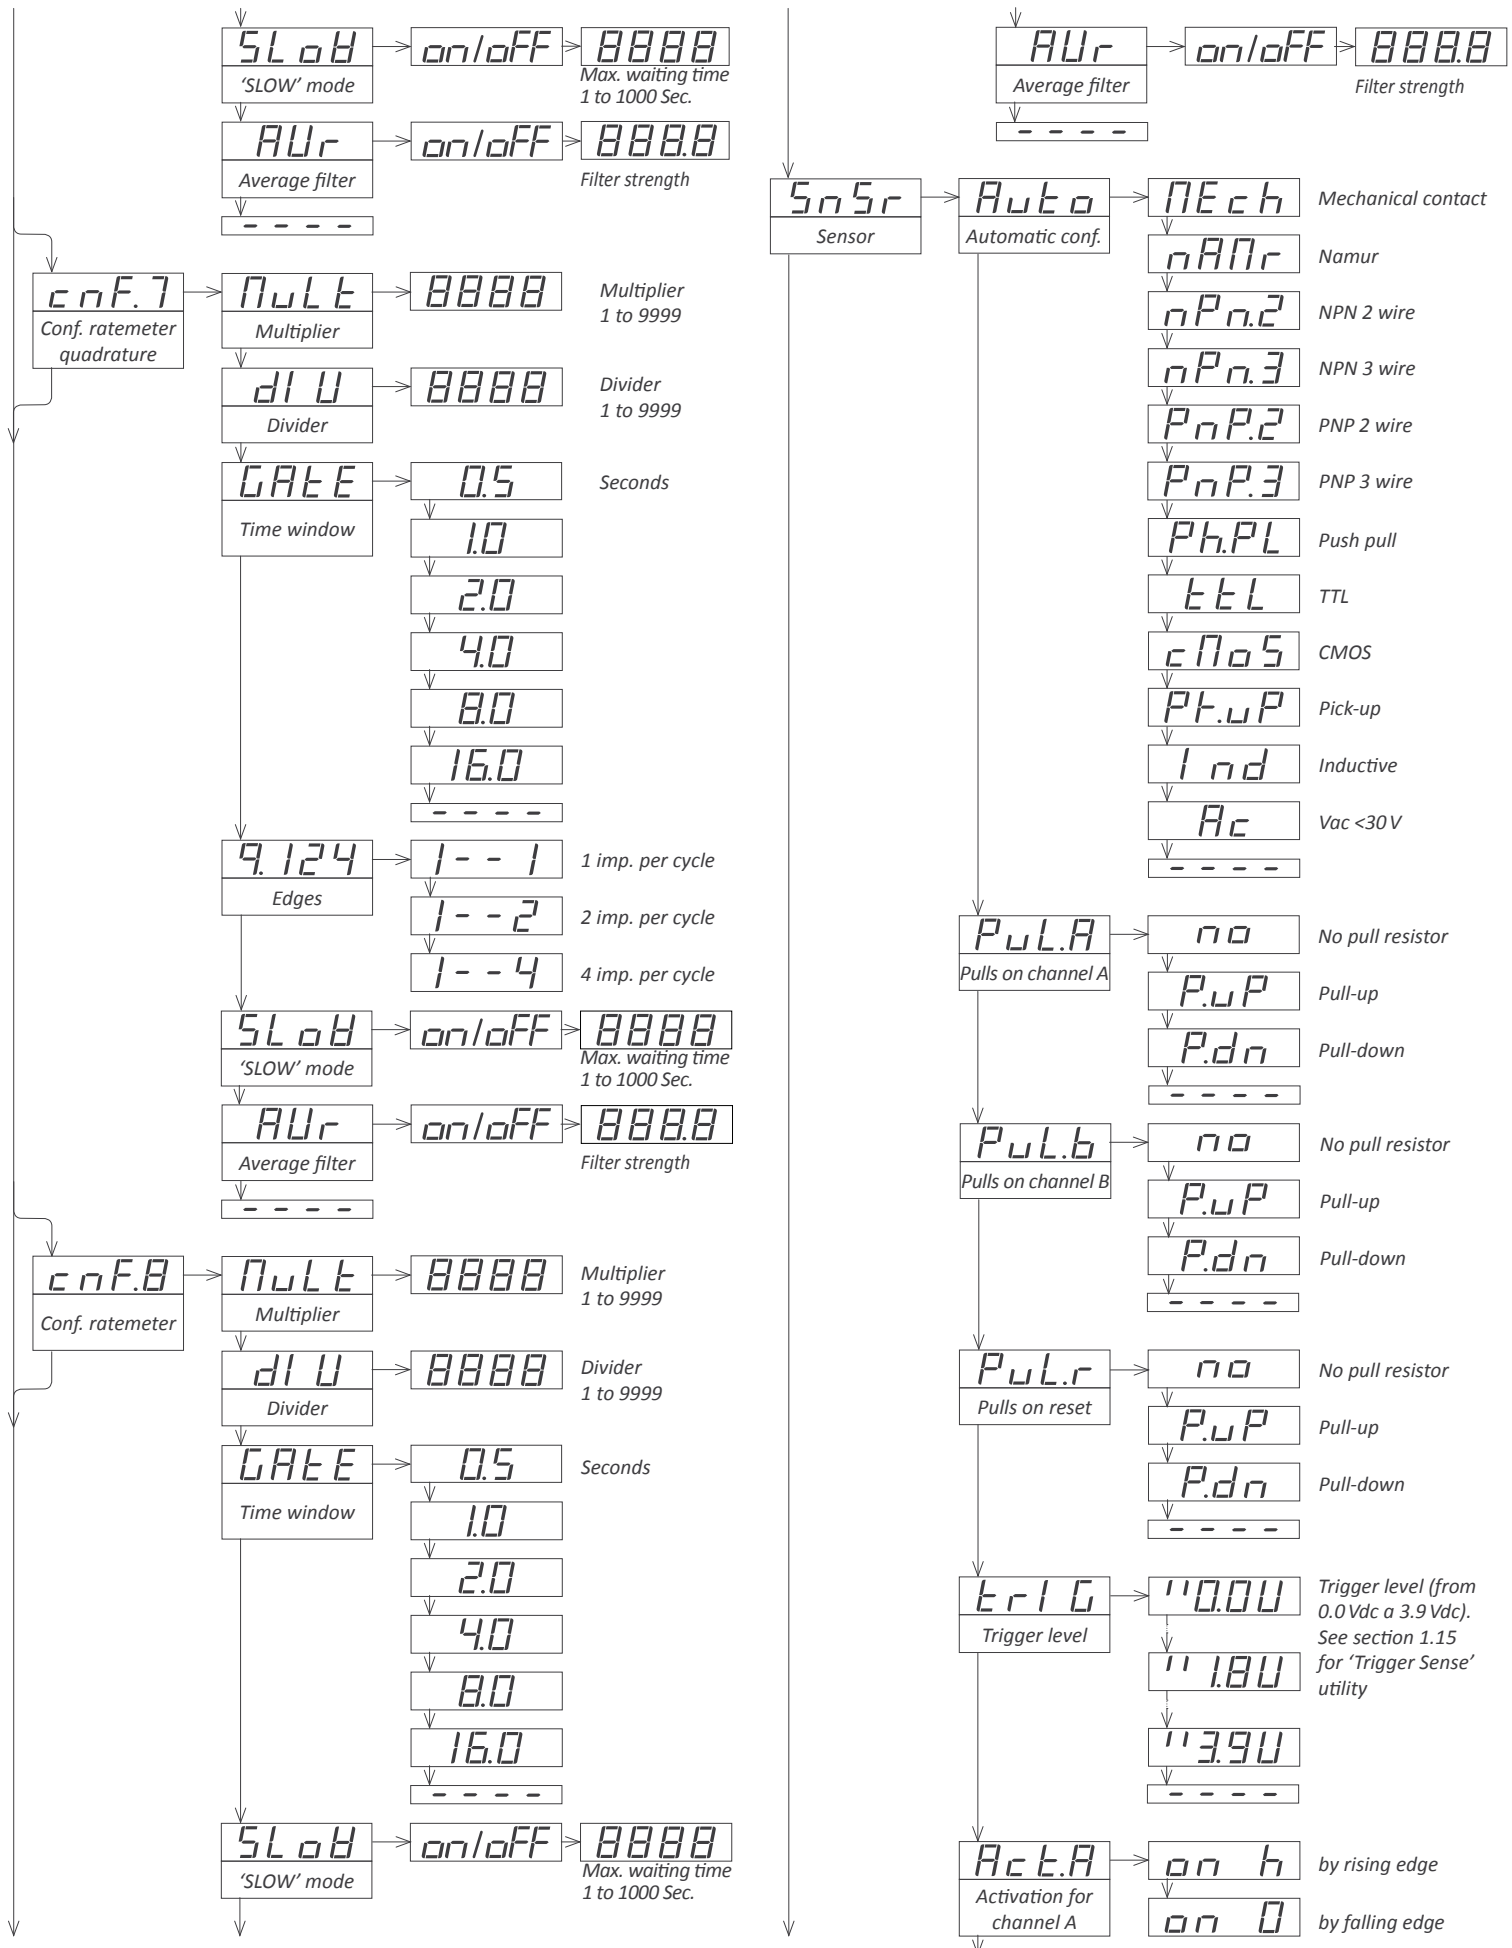 SLoW on/oFF 8888
'SLOW' mode
Max. waiting time
1 to 1000 Sec.
AVr on/oFF 888.8
Average filter
Filter strength
----
cnF.7 MuLt 8888
Conf. ratemeter
quadrature
Multiplier
Multiplier
1 to 9999
dIV 8888
Divider
Divider
1 to 9999
GAtE 0.5
Time window
Seconds
1.0
2.0
4.0
8.0
16.0
----
q.124 1--1
Edges
1 imp. per cycle
1--2
2 imp. per cycle
1--4
4 imp. per cycle
SLoW on/oFF 8888
'SLOW' mode
Max. waiting time
1 to 1000 Sec.
AVr on/oFF 888.8
Average filter
Filter strength
----
cnF.8 MuLt 8888
Conf. ratemeter
Multiplier
Multiplier
1 to 9999
dIV 8888
Divider
Divider
1 to 9999
GAtE 0.5
Time window
Seconds
1.0
2.0
4.0
8.0
16.0
----
SLoW on/oFF 8888
'SLOW' mode
Max. waiting time
1 to 1000 Sec.
AVr on/oFF 888.8
Average filter
Filter strength
----
SnSr Auto MEch
Sensor
Automatic conf.
Mechanical contact
nAMr
Namur
nPn.2
NPN 2 wire
nPn.3
NPN 3 wire
PnP.2
PNP 2 wire
PnP.3
PNP 3 wire
Ph.PL
Push pull
ttL
TTL
cMoS
CMOS
Pk.uP
Pick-up
Ind
Inductive
Ac
Vac <30 V
----
PuL.A no
Pulls on channel A
No pull resistor
P.uP
Pull-up
P.dn
Pull-down
----
PuL.b no
Pulls on channel B
No pull resistor
P.uP
Pull-up
P.dn
Pull-down
----
PuL.r no
Pulls on reset
No pull resistor
P.uP
Pull-up
P.dn
Pull-down
----
trIG "0.0V
Trigger level
Trigger level (from
0.0 Vdc a 3.9 Vdc).
See section 1.15
for 'Trigger Sense'
utility
"1.8V
"3.9V
----
Act.A on h
Activation for
channel A
by rising edge
on 0
by falling edge